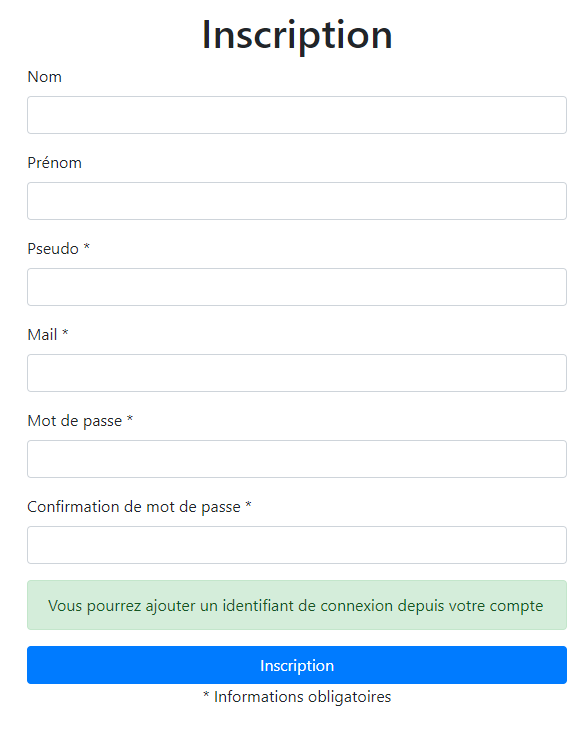 Inscription
Nom
Prénom
Pseudo *
Mail *
Mot de passe *
Confirmation de mot de passe *
Vous pourrez ajouter un identifiant de connexion depuis votre compte
Inscription
* Informations obligatoires